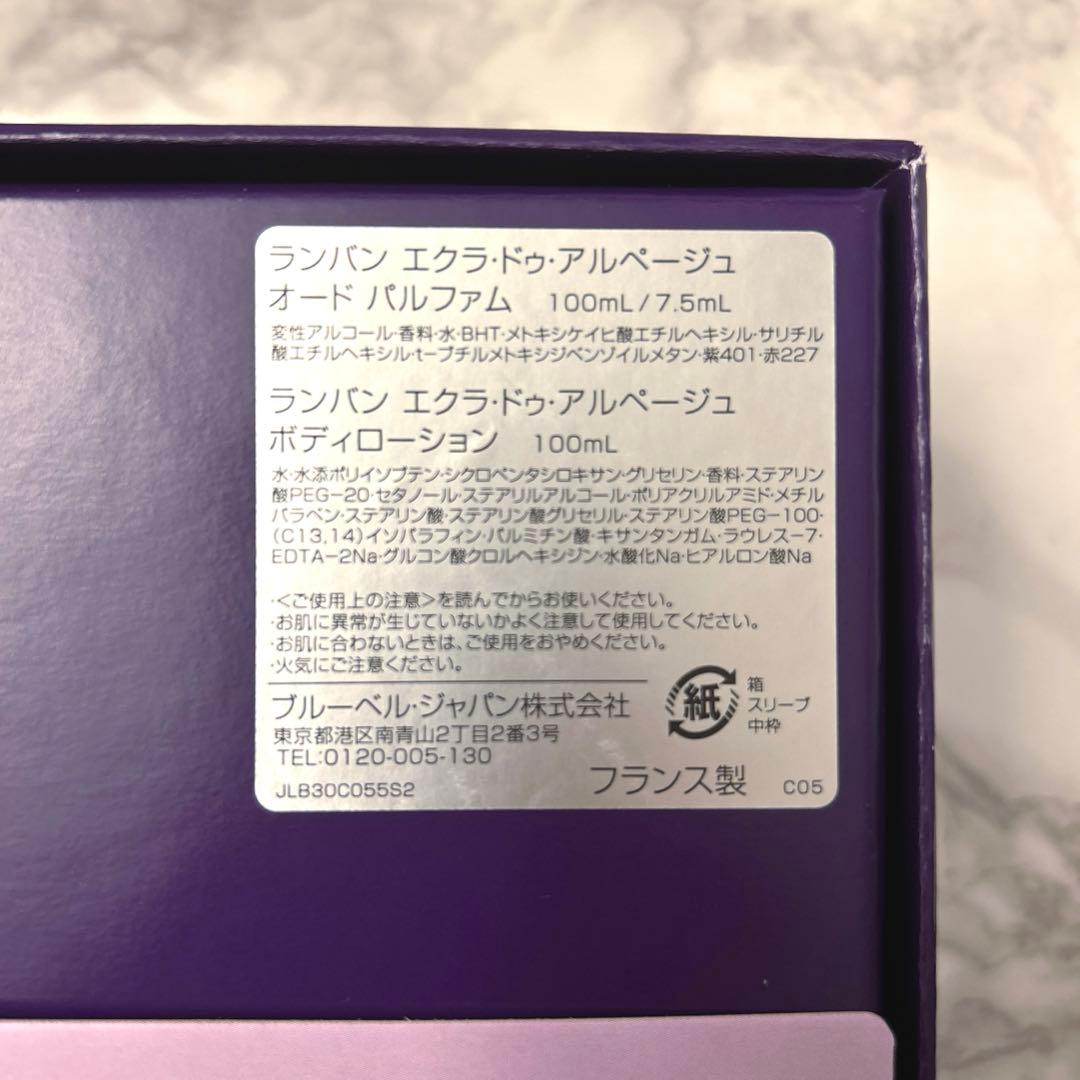 ランバン エクラ・ドゥ・アルページュ
オード パルファム 100mL/7.5mL
変性アルコール・香料・水・BHT・メトキシケイヒ酸エチルヘキシル・サリチル
酸エチルヘキシル・t-ブチルメトキシジベンゾイルメタン・紫401・赤227
ランバン エクラ・ドゥ・アルページュ
ボディローション 100mL
水・水添ポリイソブテン・シクロペンタシロキサン・グリセリン・香料・ステアリン
酸PEG-20・セタノール・ステアリルアルコール・ポリアクリルアミド・メチル
パラベン・ステアリン酸・ステアリン酸グリセリル・ステアリン酸PEG-100・
(C13,14)イソパラフィン・パルミチン酸・キサンタンガム・ラウレス-7・
EDTA-2Na・グルコン酸クロルヘキシジン・水酸化Na・ヒアルロン酸Na
・<ご使用上の注意>を読んでからお使いください。
・お肌に異常が生じていないかよく注意して使用してください。
・お肌に合わないときは、ご使用をおやめください。
・火気にご注意ください。
ブルーベル・ジャパン株式会社
東京都港区南青山2丁目2番3号
TEL:0120-005-130
JLB30C055S2
紙
箱
スリーブ
中枠
フランス製
C05